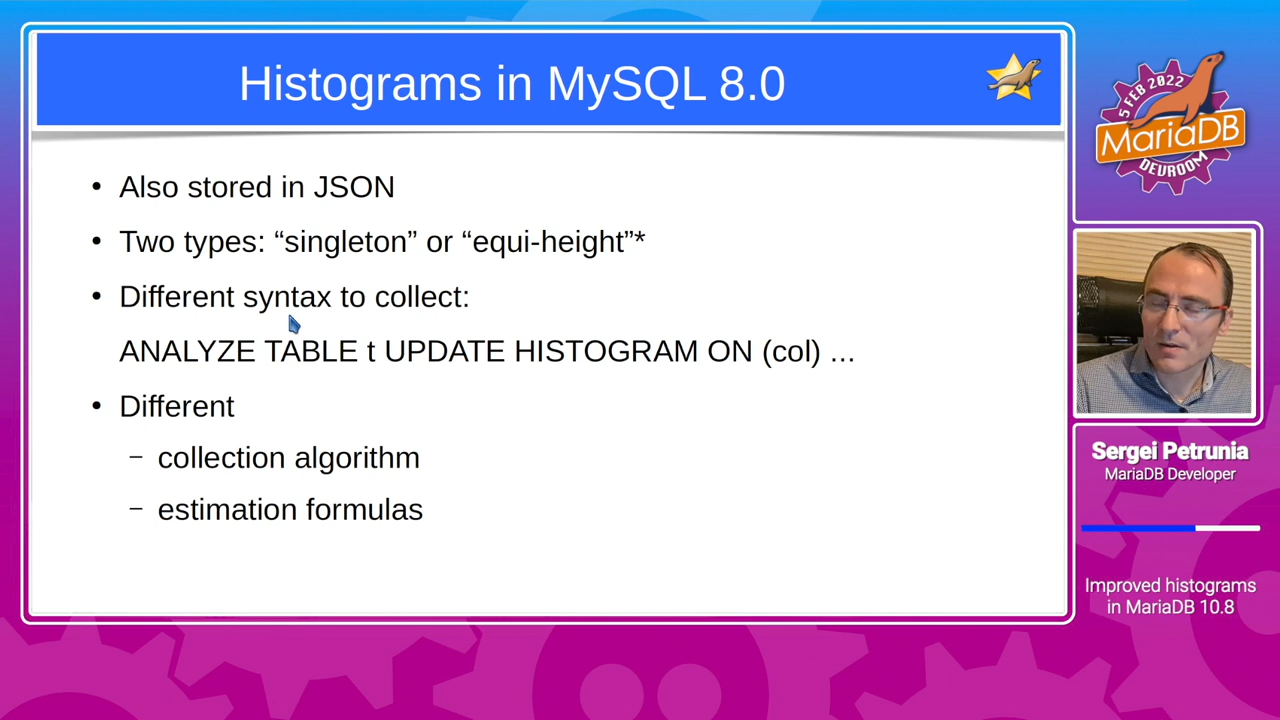 Histograms in MySQL 8.0
• Also stored in JSON
• Two types: “singleton” or “equi-height”*
• Different syntax to collect:
ANALYZE TABLE t UPDATE HISTOGRAM ON (col) ...
• Different
– collection algorithm
– estimation formulas
5 FEB 2022
MariaDB
DEVROOM
Sergei Petrunia
MariaDB Developer
Improved histograms
in MariaDB 10.8